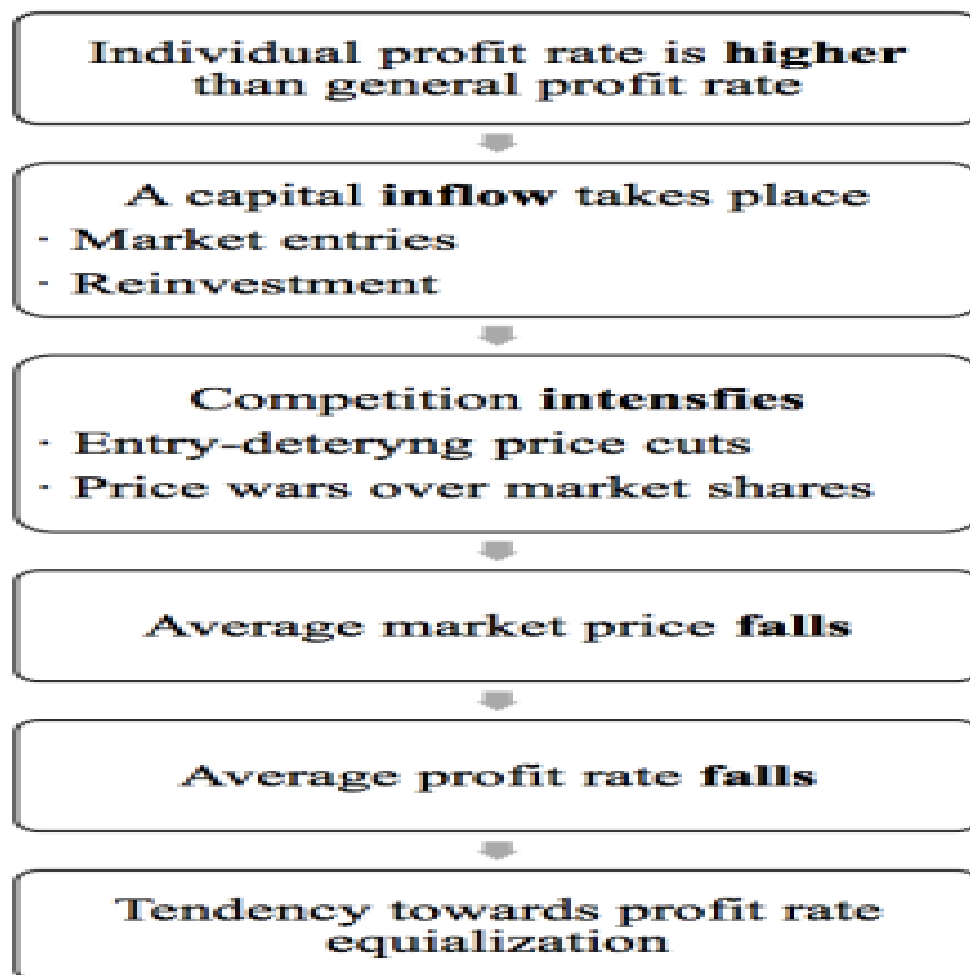 Individual profit rate is higher
than general profit rate
A capital inflow takes place
- Market entries
- Reinvestment
Competition intensfies
- Entry-deteryng price cuts
- Price wars over market shares
Average market price falls
Average profit rate falls
Tendency towards profit rate
equialization